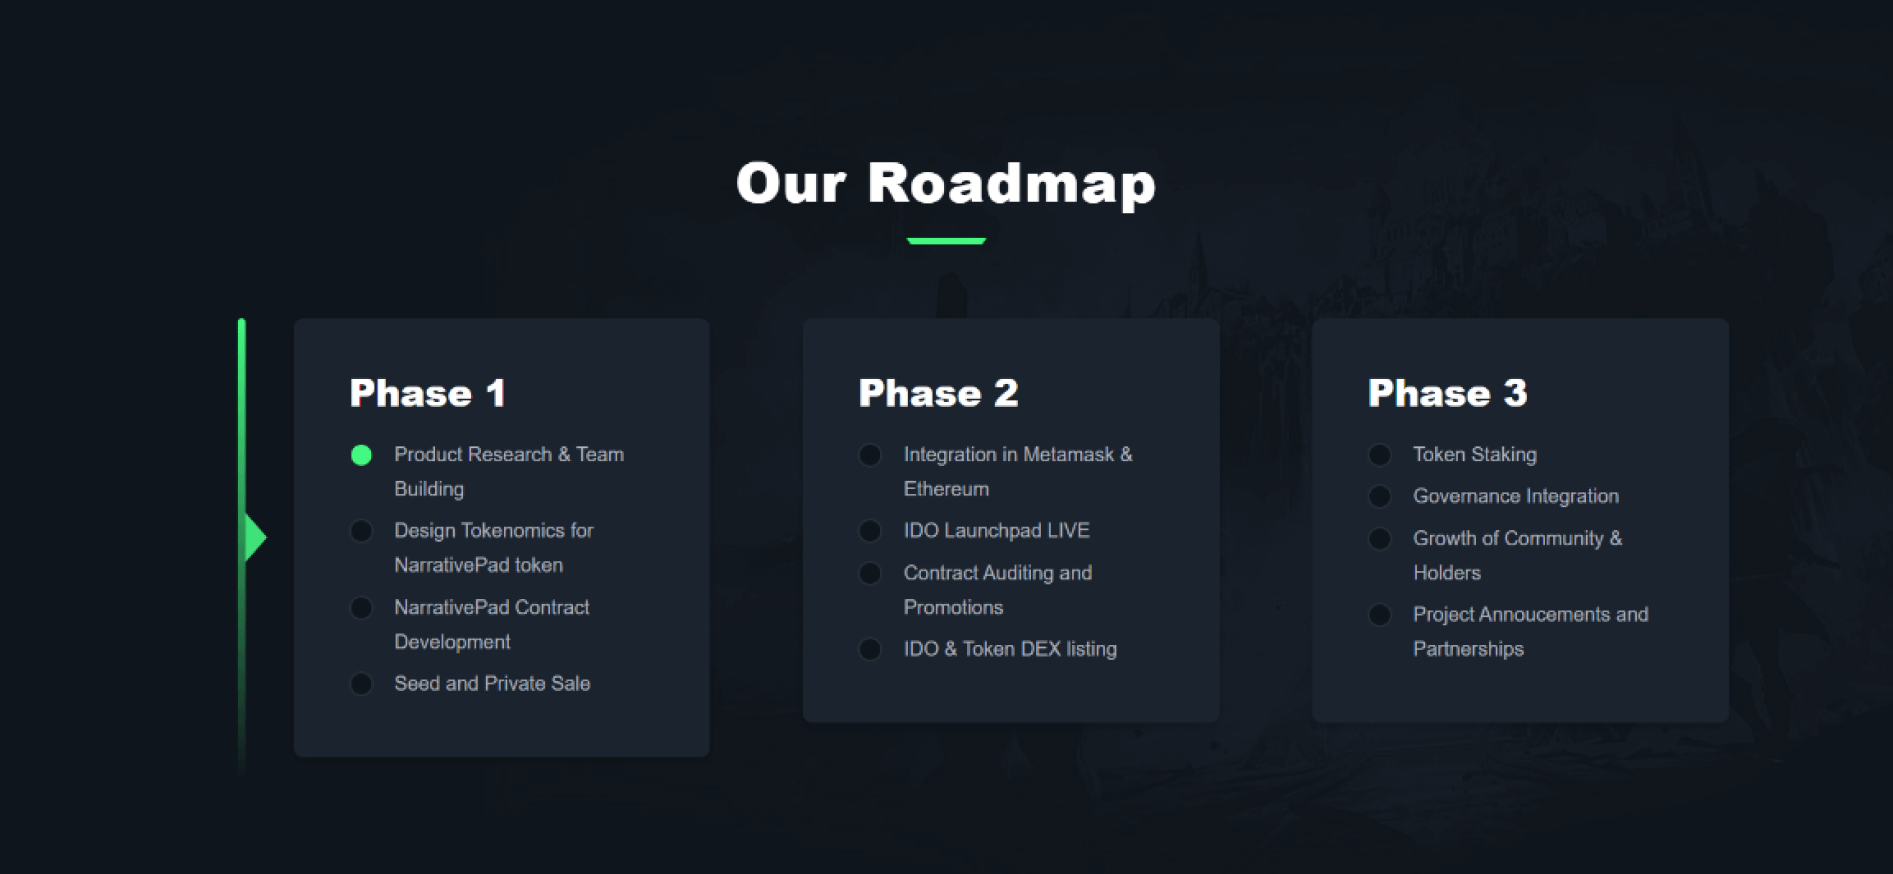 Our Roadmap
Phase 1
Product Research & Team
Building
Design Tokenomics for
NarrativePad token
NarrativePad Contract
Development
Seed and Private Sale
Phase 2
Integration in Metamask &
Ethereum
IDO Launchpad LIVE
Contract Auditing and
Promotions
IDO & Token DEX listing
Phase 3
Token Staking
Governance Integration
Growth of Community &
Holders
Project Annoucements and
Partnerships